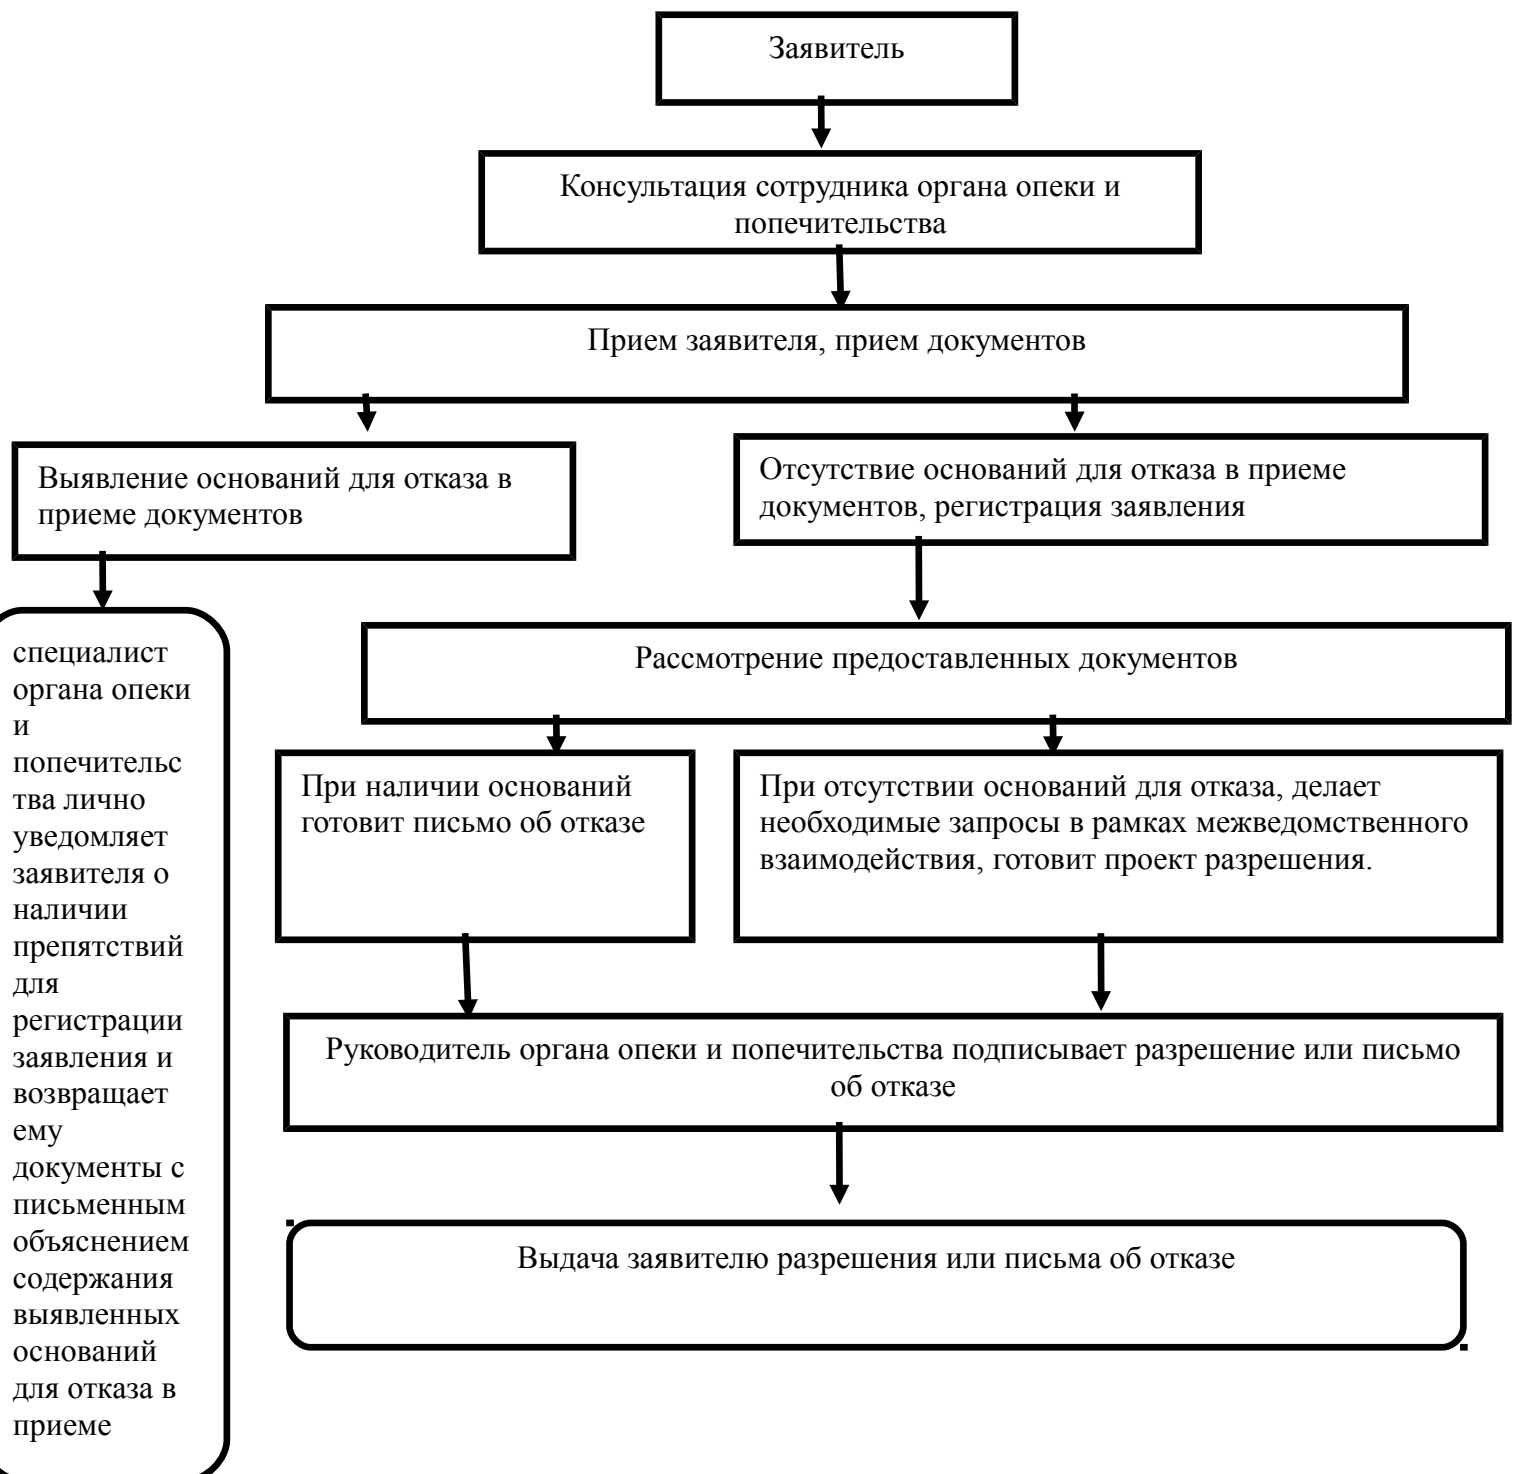 Заявитель
Консультация сотрудника органа опеки и
попечительства
Прием заявителя, прием документов
Выявление оснований для отказа в
приеме документов
Отсутствие оснований для отказа в приеме
документов, регистрация заявления
специалист
органа опеки
и
попечительс
тва лично
уведомляет
заявителя о
наличии
препятствий
для
регистрации
заявления и
возвращает
ему
документы с
письменным
объяснением
содержания
выявленных
оснований
для отказа в
приеме
Рассмотрение предоставленных документов
При наличии оснований
готовит письмо об отказе
При отсутствии оснований для отказа, делает
необходимые запросы в рамках межведомственного
взаимодействия, готовит проект разрешения.
Руководитель органа опеки и попечительства подписывает разрешение или письмо
об отказе
Выдача заявителю разрешения или письма об отказе